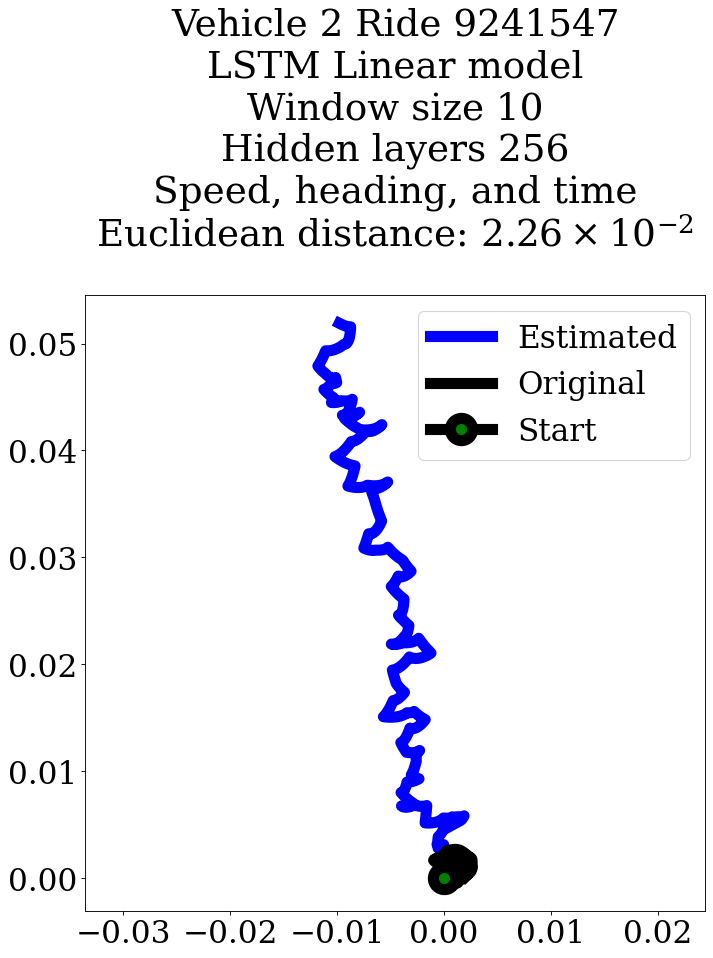 Vehicle 2 Ride 9241547
LSTM Linear model
Window size 10
Hidden layers 256
Speed, heading, and time
Euclidean distance: 2.26 × 10⁻²
Estimated
Original
Start
0.05
0.04
0.03
0.02
0.01
0.00
−0.03 −0.02 −0.01 0.00 0.01 0.02